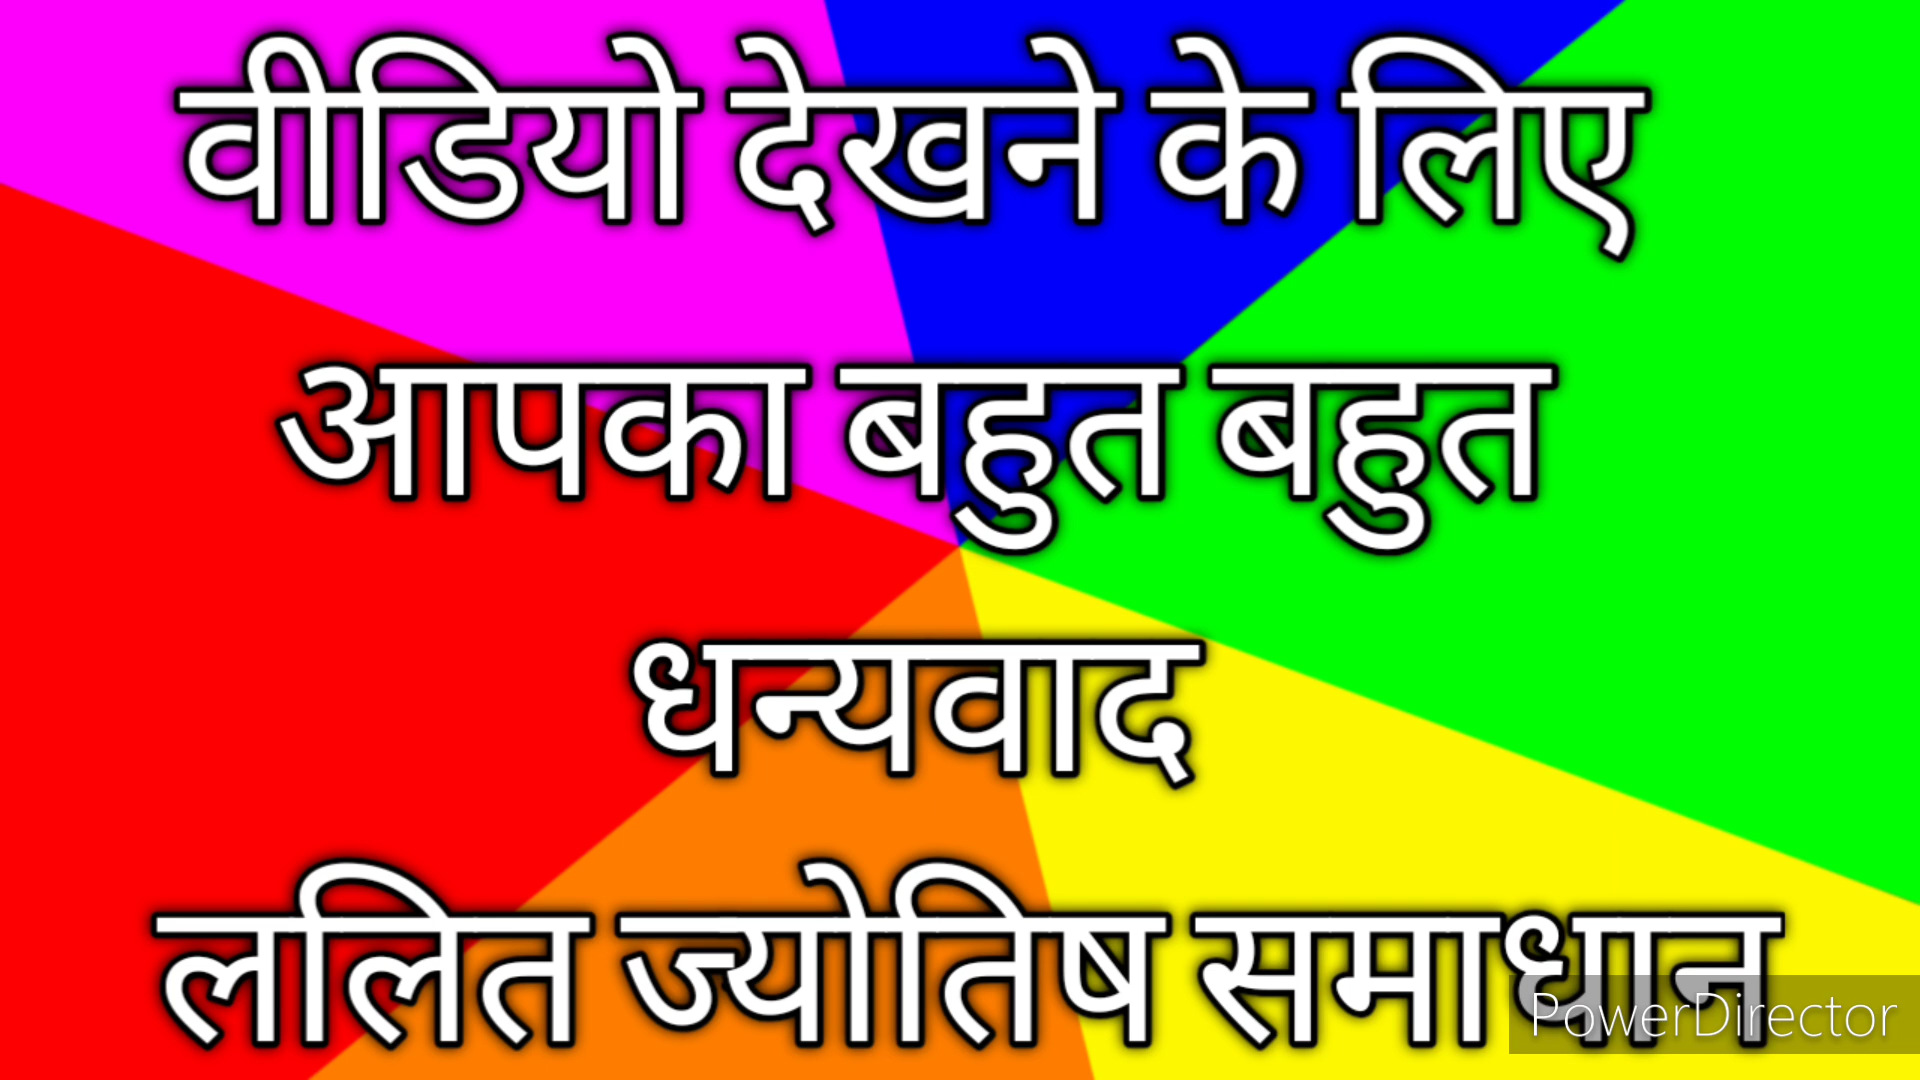 वीडियो देखने के लिए
आपका बहुत बहुत
धन्यवाद
ललित ज्योतिष समाधान
PowerDirector